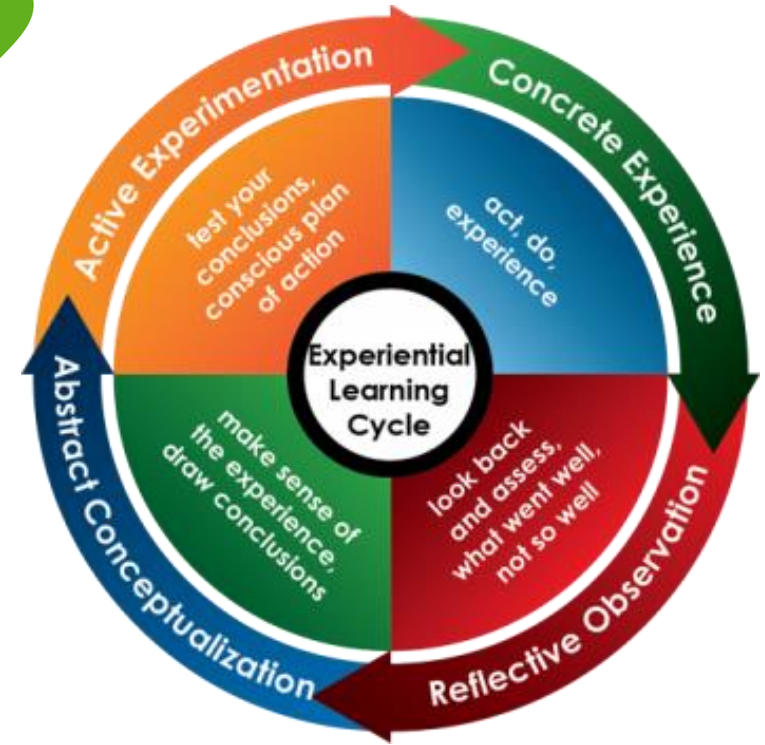 Active Experimentation
Concrete Experience
test your
conclusions,
conscious plan
of action
act, do,
experience
Experiential
Learning
Cycle
Abstract Conceptualization
make sense of
the experience,
draw conclusions
look back
and assess,
what went well,
not so well
Reflective Observation